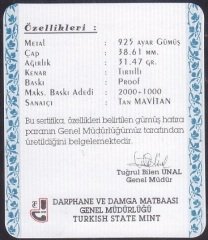 Özellikleri :
Metal : 925 ayar Gümüş
Çap : 38.61 mm.
Ağırlık : 31.47 gr.
Kenar : Tırtıllı
Baskı : Proof
Maks. Baskı Adedi : 2000-1000
Sanatçı : Tan MAVİTAN
Bu sertifika, özellikleri belirtilen gümüş hatıra
paranın Genel Müdürlüğümüz tarafından
üretildiğini belgelemektedir.
Tuğrul Bilen ÜNAL
Genel Müdür
DARPHANE VE DAMGA MATBAASI
GENEL MÜDÜRLÜĞÜ
TURKISH STATE MINT